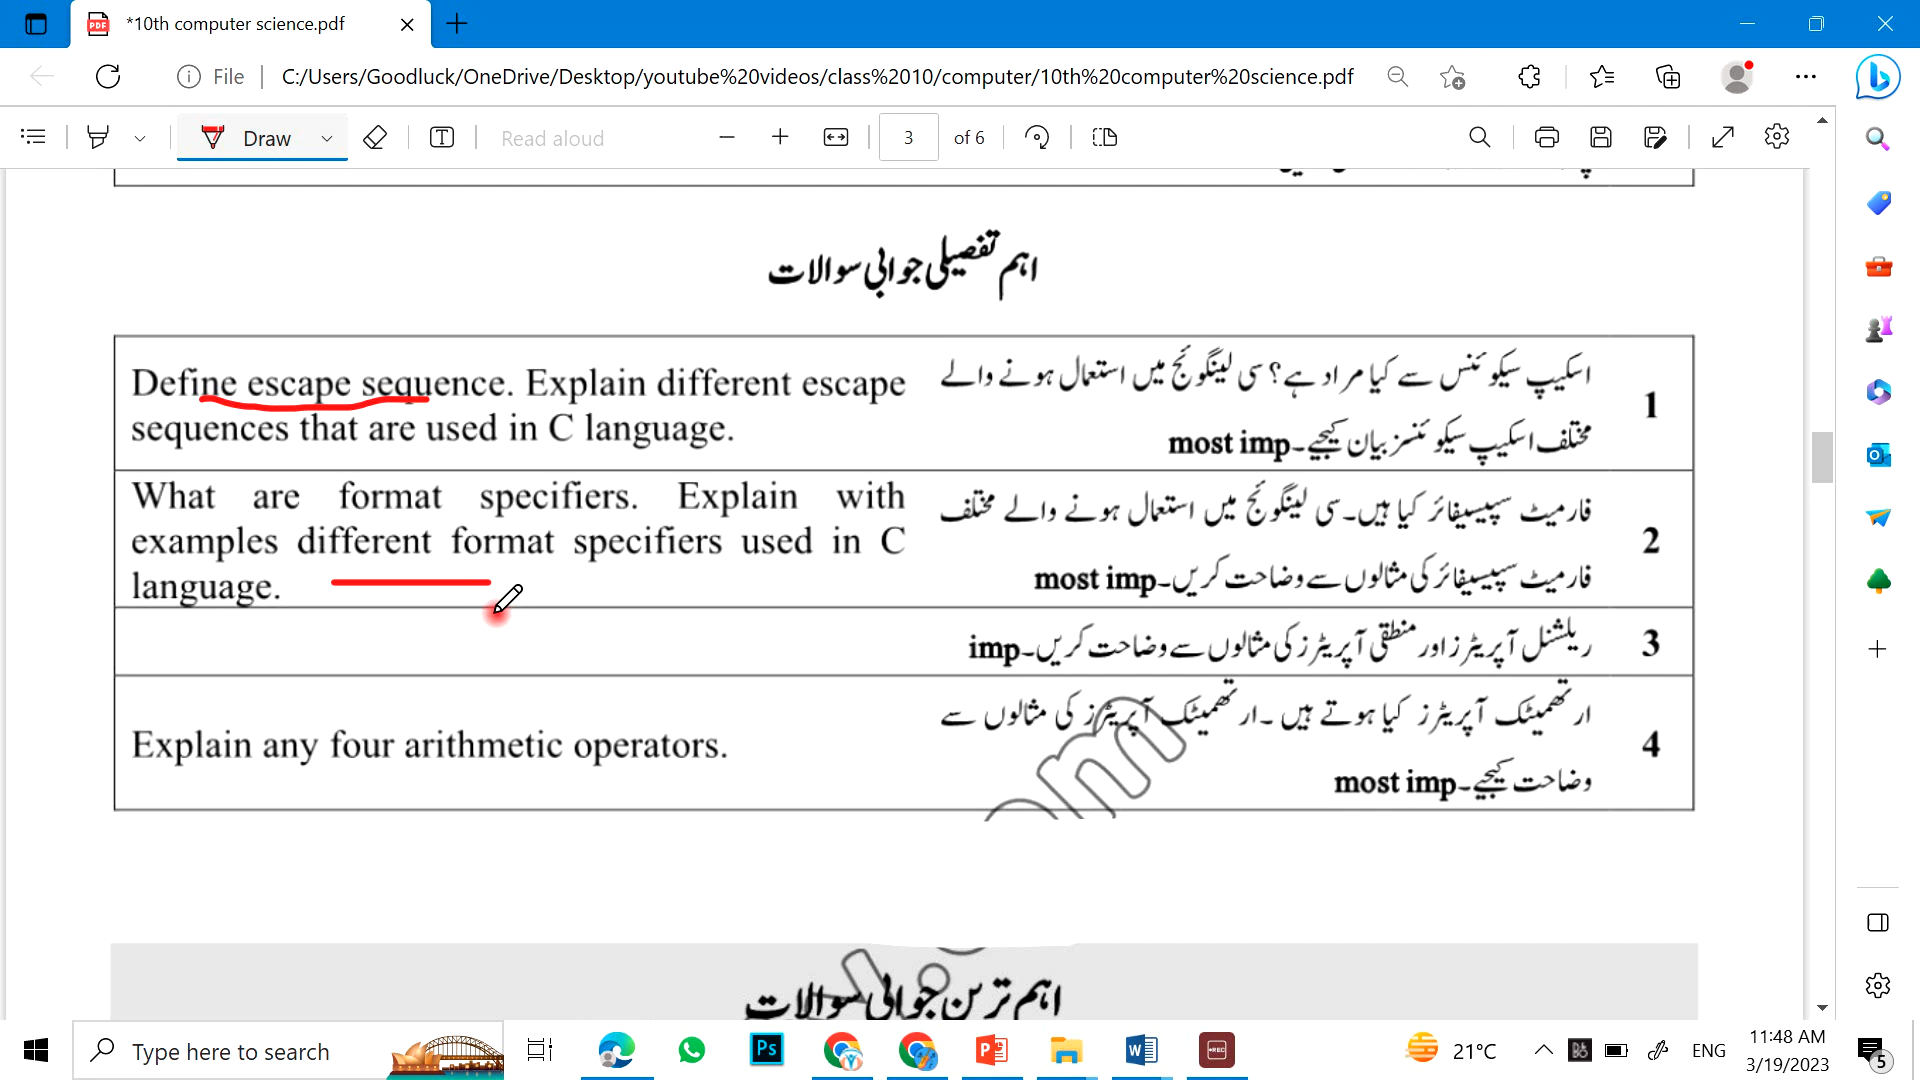 *10th computer science.pdf
File
C:/Users/Goodluck/OneDrive/Desktop/youtube%20videos/class%2010/computer/10th%20computer%20science.pdf
Draw
Read aloud
3 of 6
اہم تفصیلی جوابی سوالات
Define escape sequence. Explain different escape
sequences that are used in C language.
اسکیپ سیکوئنس سے کیا مراد ہے؟ سی لینگوئج میں استعمال ہونے والے
مختلف اسکیپ سیکوئنسز بیان کیجیے۔ most imp
1
What are format specifiers. Explain with
examples different format specifiers used in C
language.
فارمیٹ سپیسیفائر کیا ہیں۔ سی لینگوئج میں استعمال ہونے والے مختلف
فارمیٹ سپیسیفائر کی مثالوں سے وضاحت کریں۔ most imp
2
ریلشنل آپریٹرز اور منطقی آپریٹرز کی مثالوں سے وضاحت کریں۔ imp
3
Explain any four arithmetic operators.
ارتھمیٹک آپریٹرز کیا ہوتے ہیں۔ ارتھمیٹک آپریٹرز کی مثالوں سے
وضاحت کیجیے۔ most imp
4
اہم ترین جوابی سوالات
Type here to search
21°C
ENG
11:48 AM
3/19/2023
5